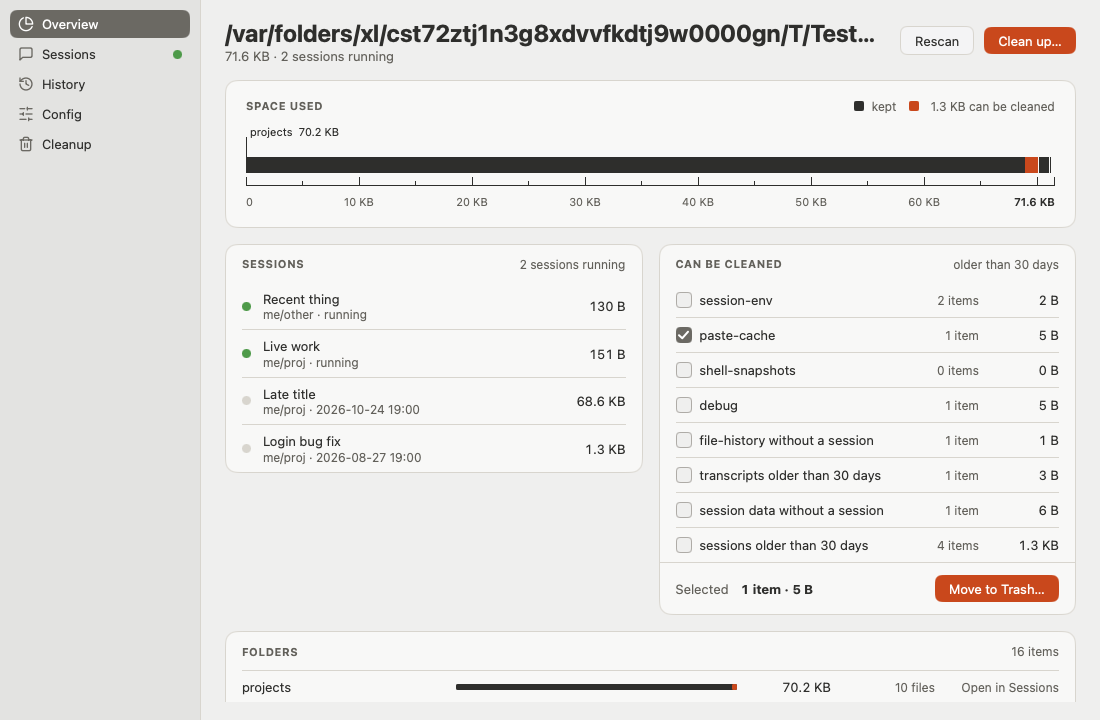 Overview
Sessions
History
Config
Cleanup
/var/folders/xl/cst72ztj1n3g8xdvvfkdtj9w0000gn/T/Test…
71.6 KB · 2 sessions running
Rescan
Clean up…
SPACE USED
kept
1.3 KB can be cleaned
projects 70.2 KB
0 10 KB 20 KB 30 KB 40 KB 50 KB 60 KB 71.6 KB
SESSIONS
2 sessions running
Recent thing
me/other · running
130 B
Live work
me/proj · running
151 B
Late title
me/proj · 2026-10-24 19:00
68.6 KB
Login bug fix
me/proj · 2026-08-27 19:00
1.3 KB
CAN BE CLEANED
older than 30 days
session-env 2 items 2 B
paste-cache 1 item 5 B
shell-snapshots 0 items 0 B
debug 1 item 5 B
file-history without a session 1 item 1 B
transcripts older than 30 days 1 item 3 B
session data without a session 1 item 6 B
sessions older than 30 days 4 items 1.3 KB
Selected 1 item · 5 B
Move to Trash…
FOLDERS
16 items
projects 70.2 KB 10 files Open in Sessions